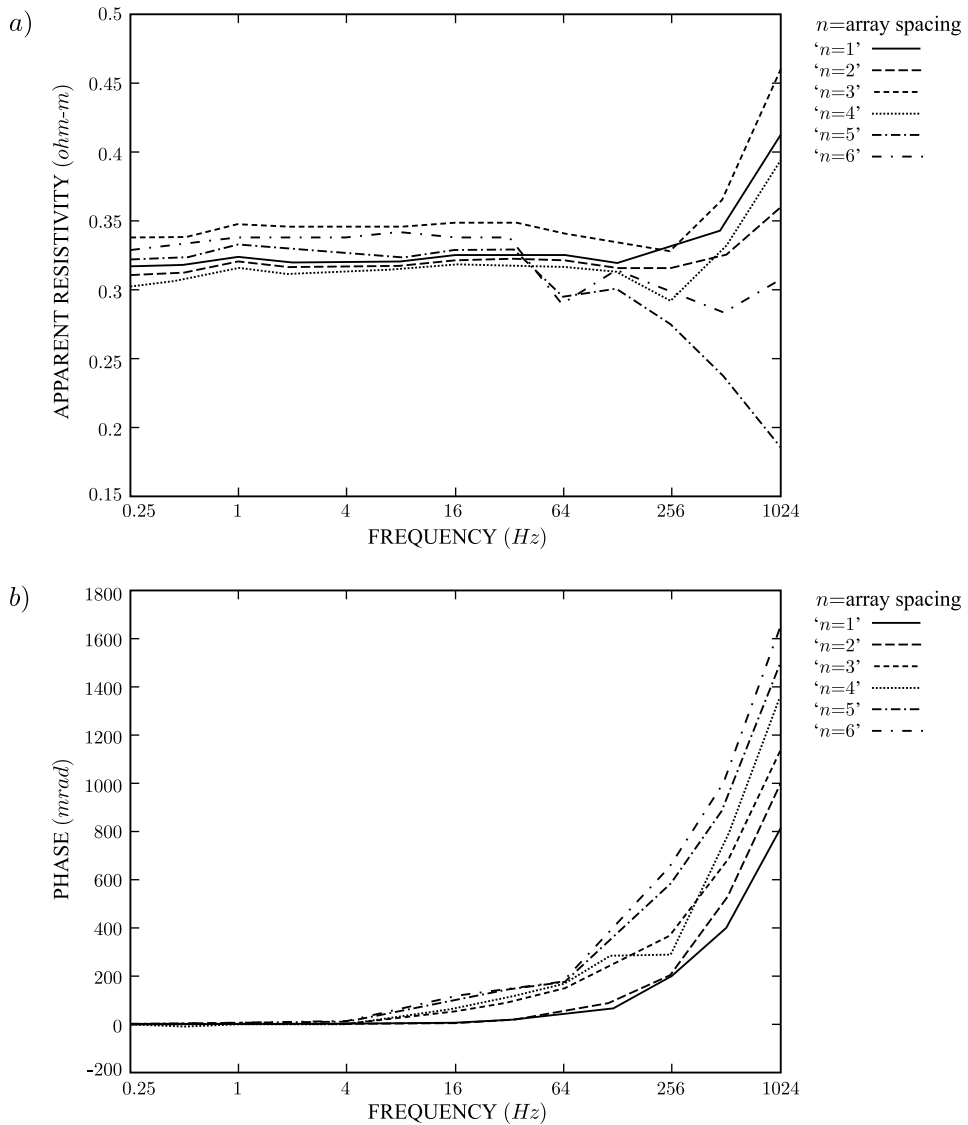 a)
0.5
0.45
0.4
0.35
0.3
0.25
0.2
0.15
APPARENT RESISTIVITY (ohm-m)
0.25 1 4 16 64 256 1024
FREQUENCY (Hz)
n=array spacing
‘n=1’
‘n=2’
‘n=3’
‘n=4’
‘n=5’
‘n=6’
b)
1800
1600
1400
1200
1000
800
600
400
200
0
-200
PHASE (mrad)
0.25 1 4 16 64 256 1024
FREQUENCY (Hz)
n=array spacing
‘n=1’
‘n=2’
‘n=3’
‘n=4’
‘n=5’
‘n=6’